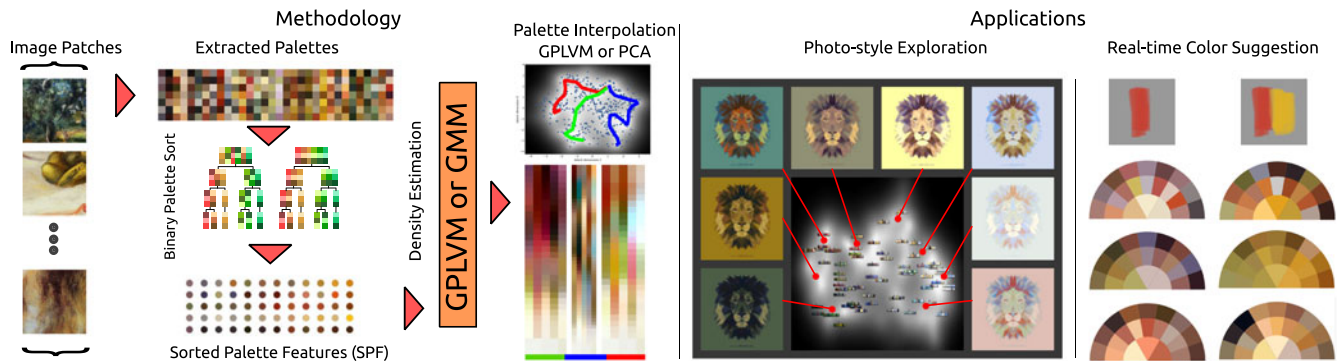 Methodology
Applications
Image Patches
Extracted Palettes
Palette Interpolation
GPLVM or PCA
Photo-style Exploration
Real-time Color Suggestion
Binary Palette Sort
Density Estimation
GPLVM or GMM
Sorted Palette Features (SPF)